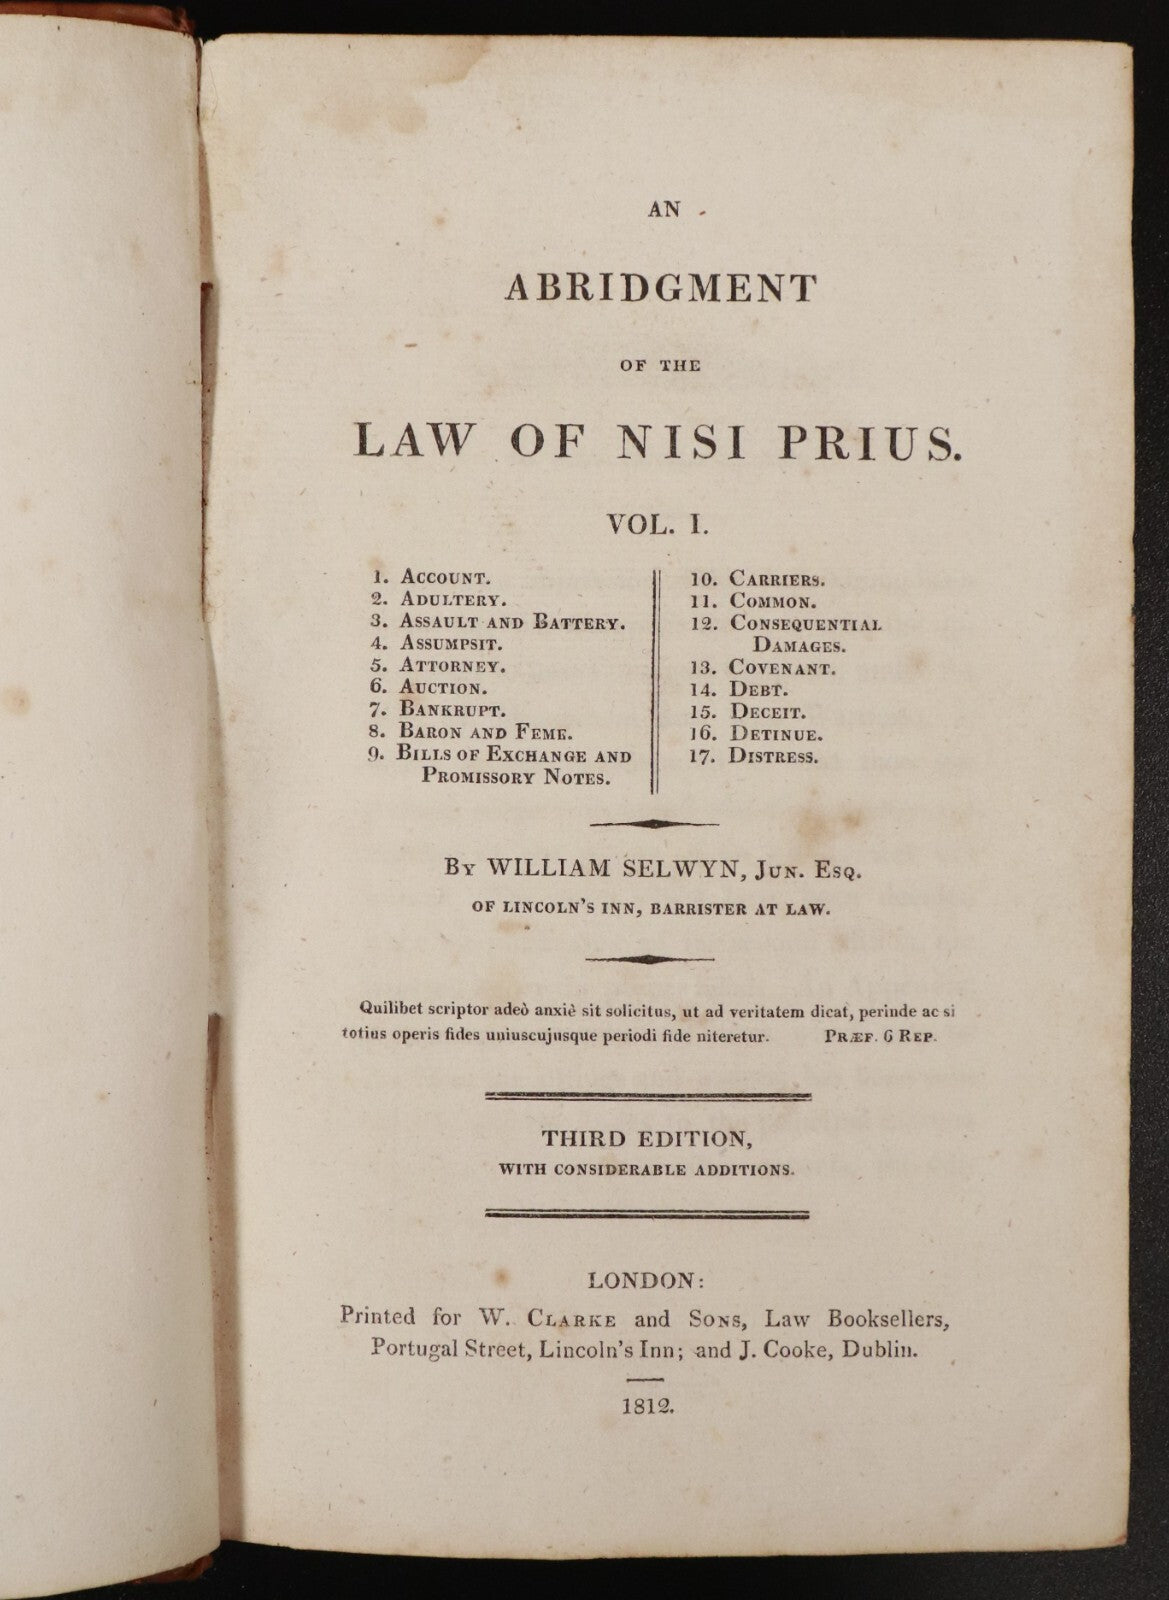 AN
ABRIDGMENT
OF THE
LAW OF NISI PRIUS.
VOL. I.
1. ACCOUNT.
2. ADULTERY.
3. ASSAULT AND BATTERY.
4. ASSUMPSIT.
5. ATTORNEY.
6. AUCTION.
7. BANKRUPT.
8. BARON AND FEME.
9. BILLS OF EXCHANGE AND
PROMISSORY NOTES.
10. CARRIERS.
11. COMMON.
12. CONSEQUENTIAL
DAMAGES.
13. COVENANT.
14. DEBT.
15. DECEIT.
16. DETINUE.
17. DISTRESS.
BY WILLIAM SELWYN, JUN. ESQ.
OF LINCOLN'S INN, BARRISTER AT LAW.
Quilibet scriptor adeò anxiè sit solicitus, ut ad veritatem dicat, perinde ac si
totius operis fides uniuscujusque periodi fide niteretur. PRÆF. 6 REP.
THIRD EDITION,
WITH CONSIDERABLE ADDITIONS.
LONDON:
Printed for W. CLARKE and SONS, Law Booksellers,
Portugal Street, Lincoln's Inn; and J. Cooke, Dublin.
1812.